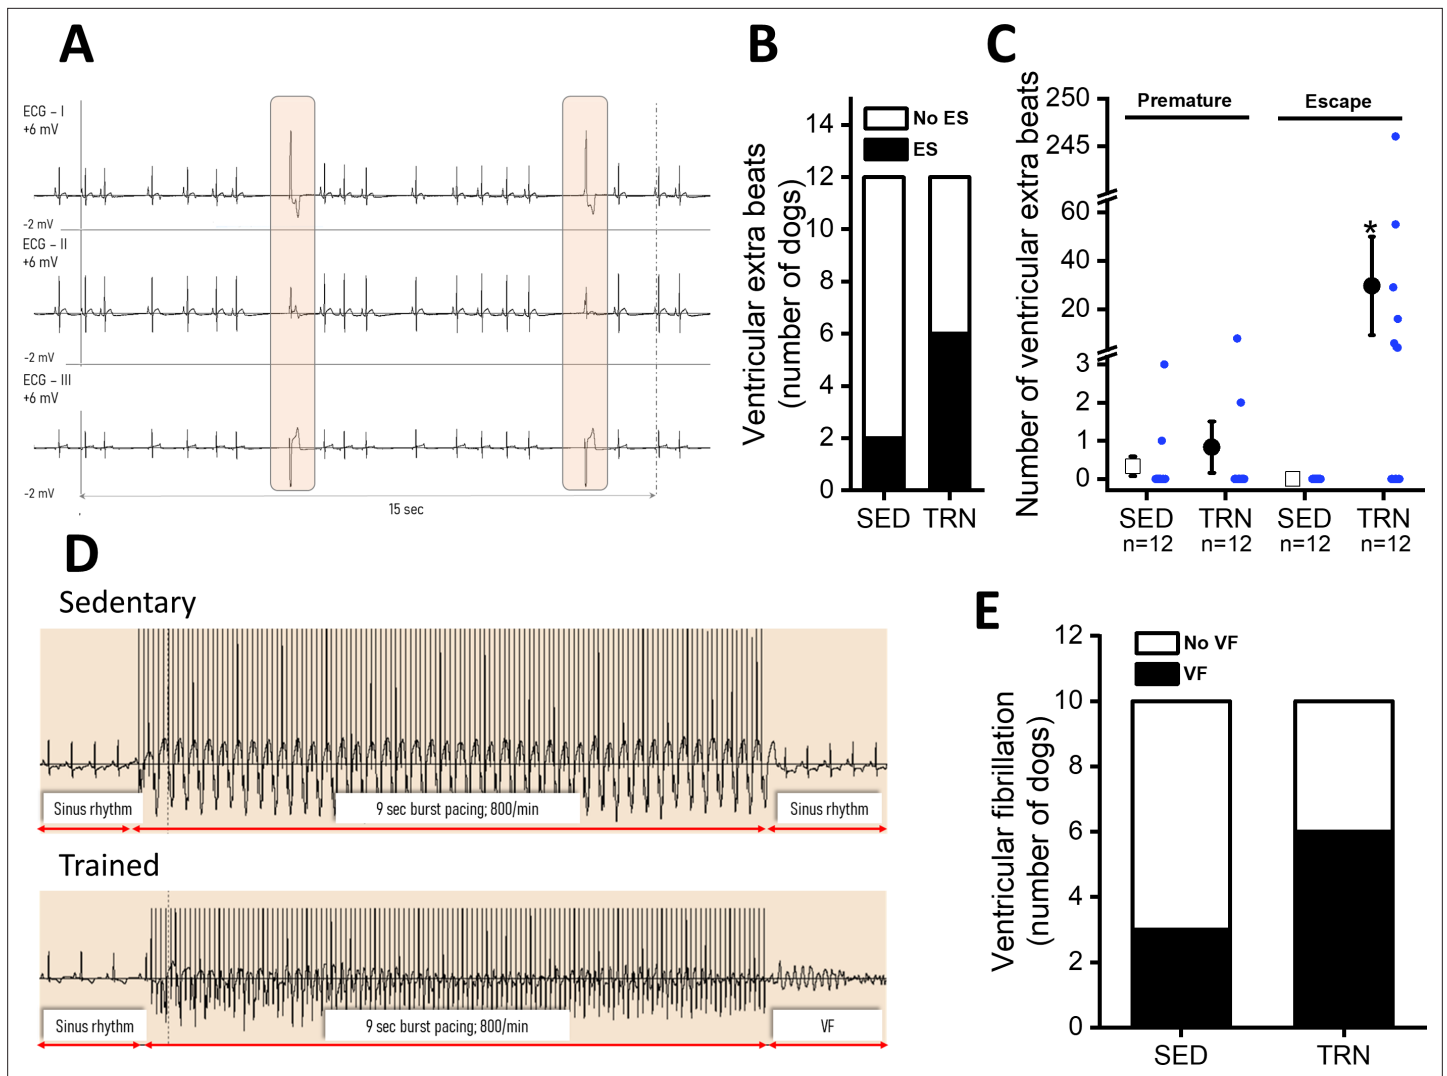 A
ECG – I
+6 mV
-2 mV
ECG – II
+6 mV
-2 mV
ECG – III
+6 mV
-2 mV
15 sec
B
Ventricular extra beats
(number of dogs)
14
12
10
8
6
4
2
0
No ES
ES
SED TRN
C
Number of ventricular extra beats
250
245
60
40
20
3
2
1
0
Premature
Escape
*
SED TRN SED TRN
n=12 n=12 n=12 n=12
D
Sedentary
Sinus rhythm
9 sec burst pacing; 800/min
Sinus rhythm
Trained
Sinus rhythm
9 sec burst pacing; 800/min
VF
E
Ventricular fibrillation
(number of dogs)
12
10
8
6
4
2
0
No VF
VF
SED TRN